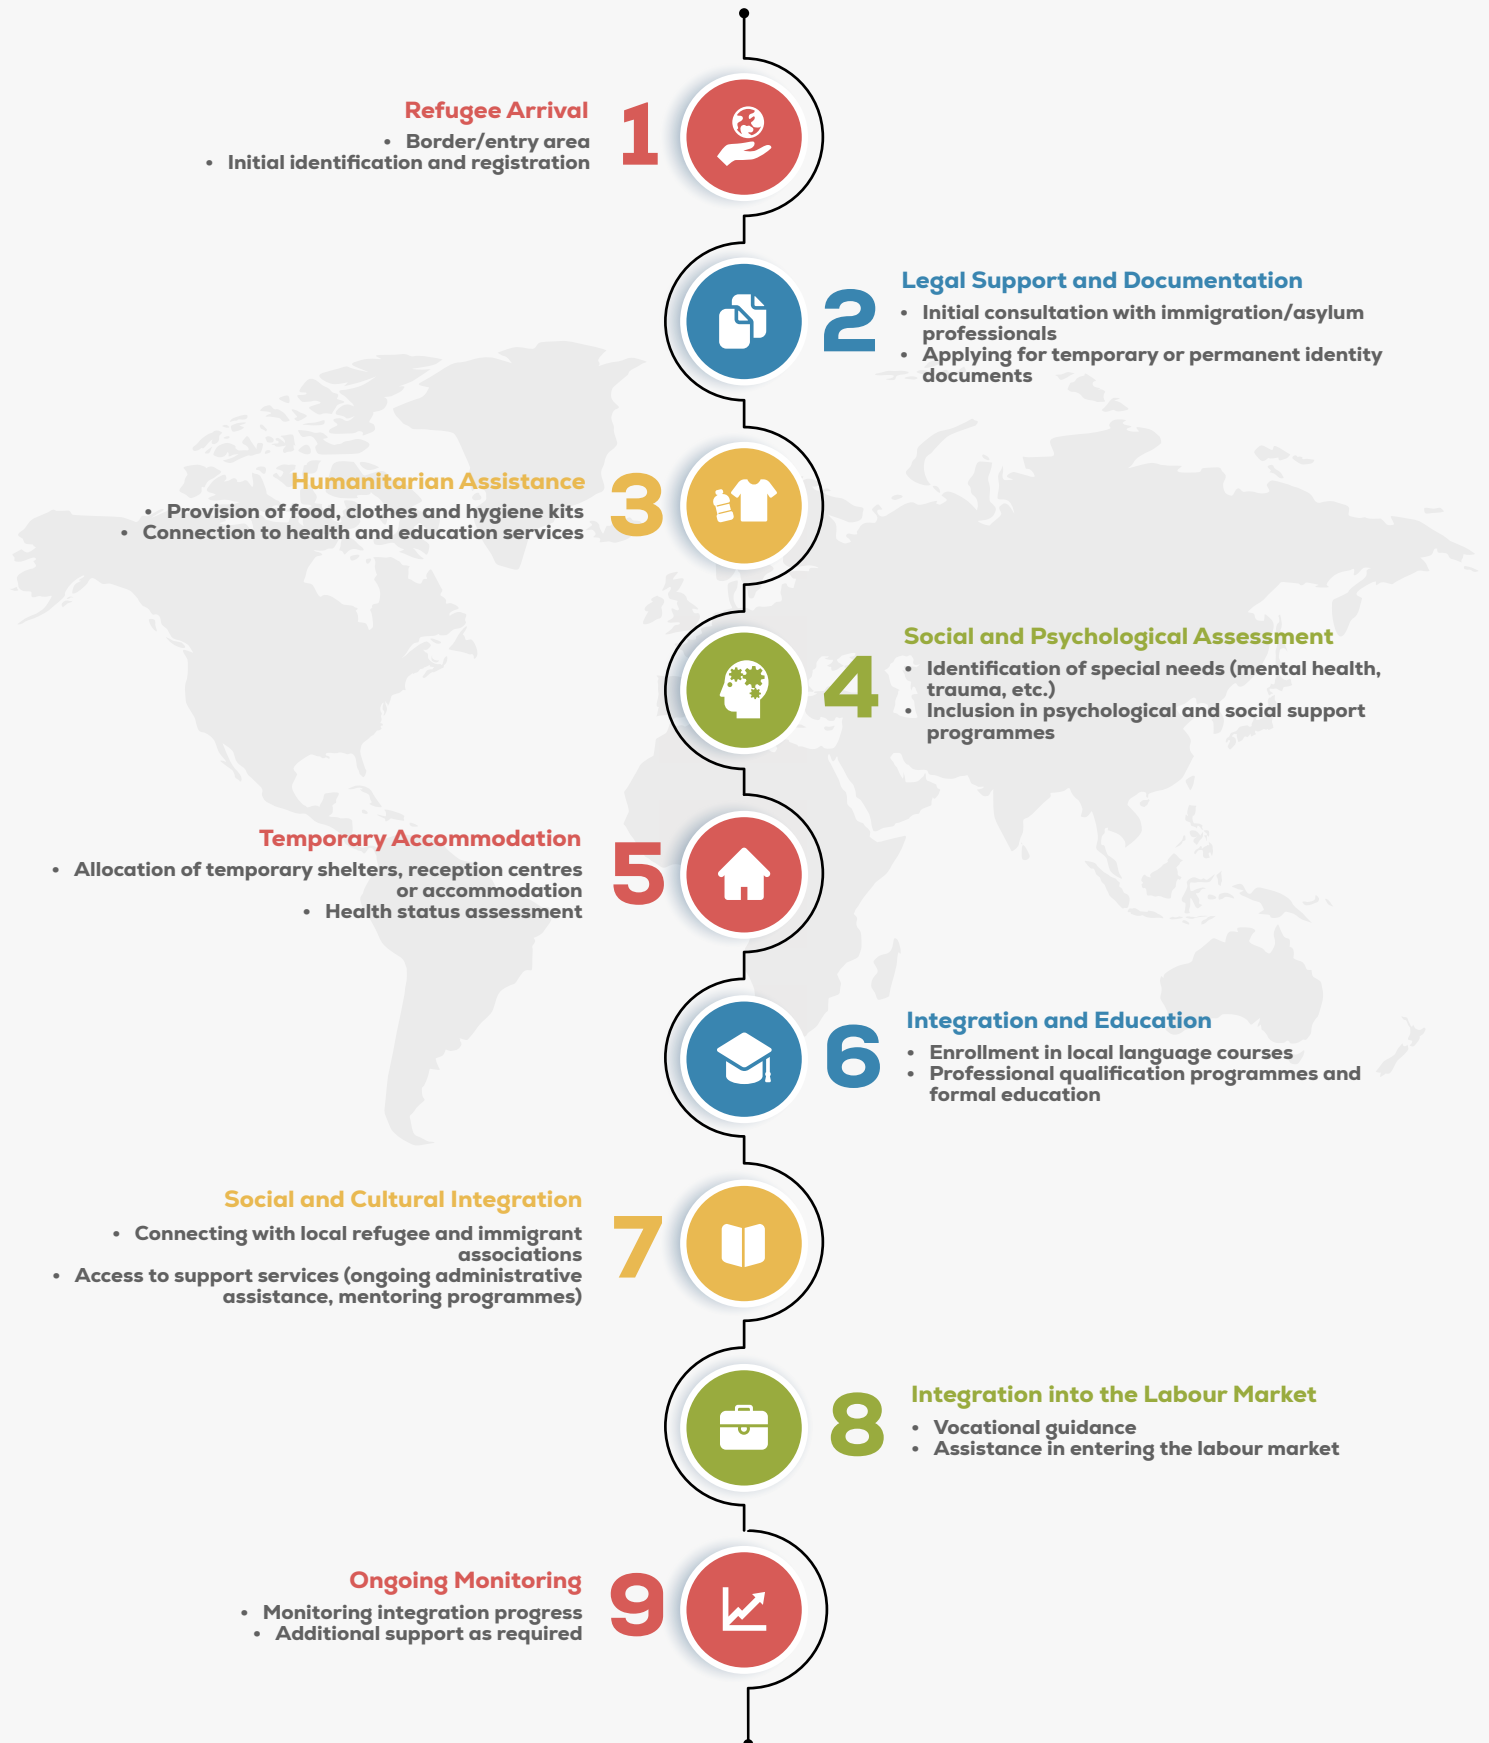 1
Refugee Arrival
• Border/entry area
• Initial identification and registration
2
Legal Support and Documentation
• Initial consultation with immigration/asylum
professionals
• Applying for temporary or permanent identity
documents
3
Humanitarian Assistance
• Provision of food, clothes and hygiene kits
• Connection to health and education services
4
Social and Psychological Assessment
• Identification of special needs (mental health,
trauma, etc.)
• Inclusion in psychological and social support
programmes
5
Temporary Accommodation
• Allocation of temporary shelters, reception centres
or accommodation
• Health status assessment
6
Integration and Education
• Enrollment in local language courses
• Professional qualification programmes and
formal education
7
Social and Cultural Integration
• Connecting with local refugee and immigrant
associations
• Access to support services (ongoing administrative
assistance, mentoring programmes)
8
Integration into the Labour Market
• Vocational guidance
• Assistance in entering the labour market
9
Ongoing Monitoring
• Monitoring integration progress
• Additional support as required